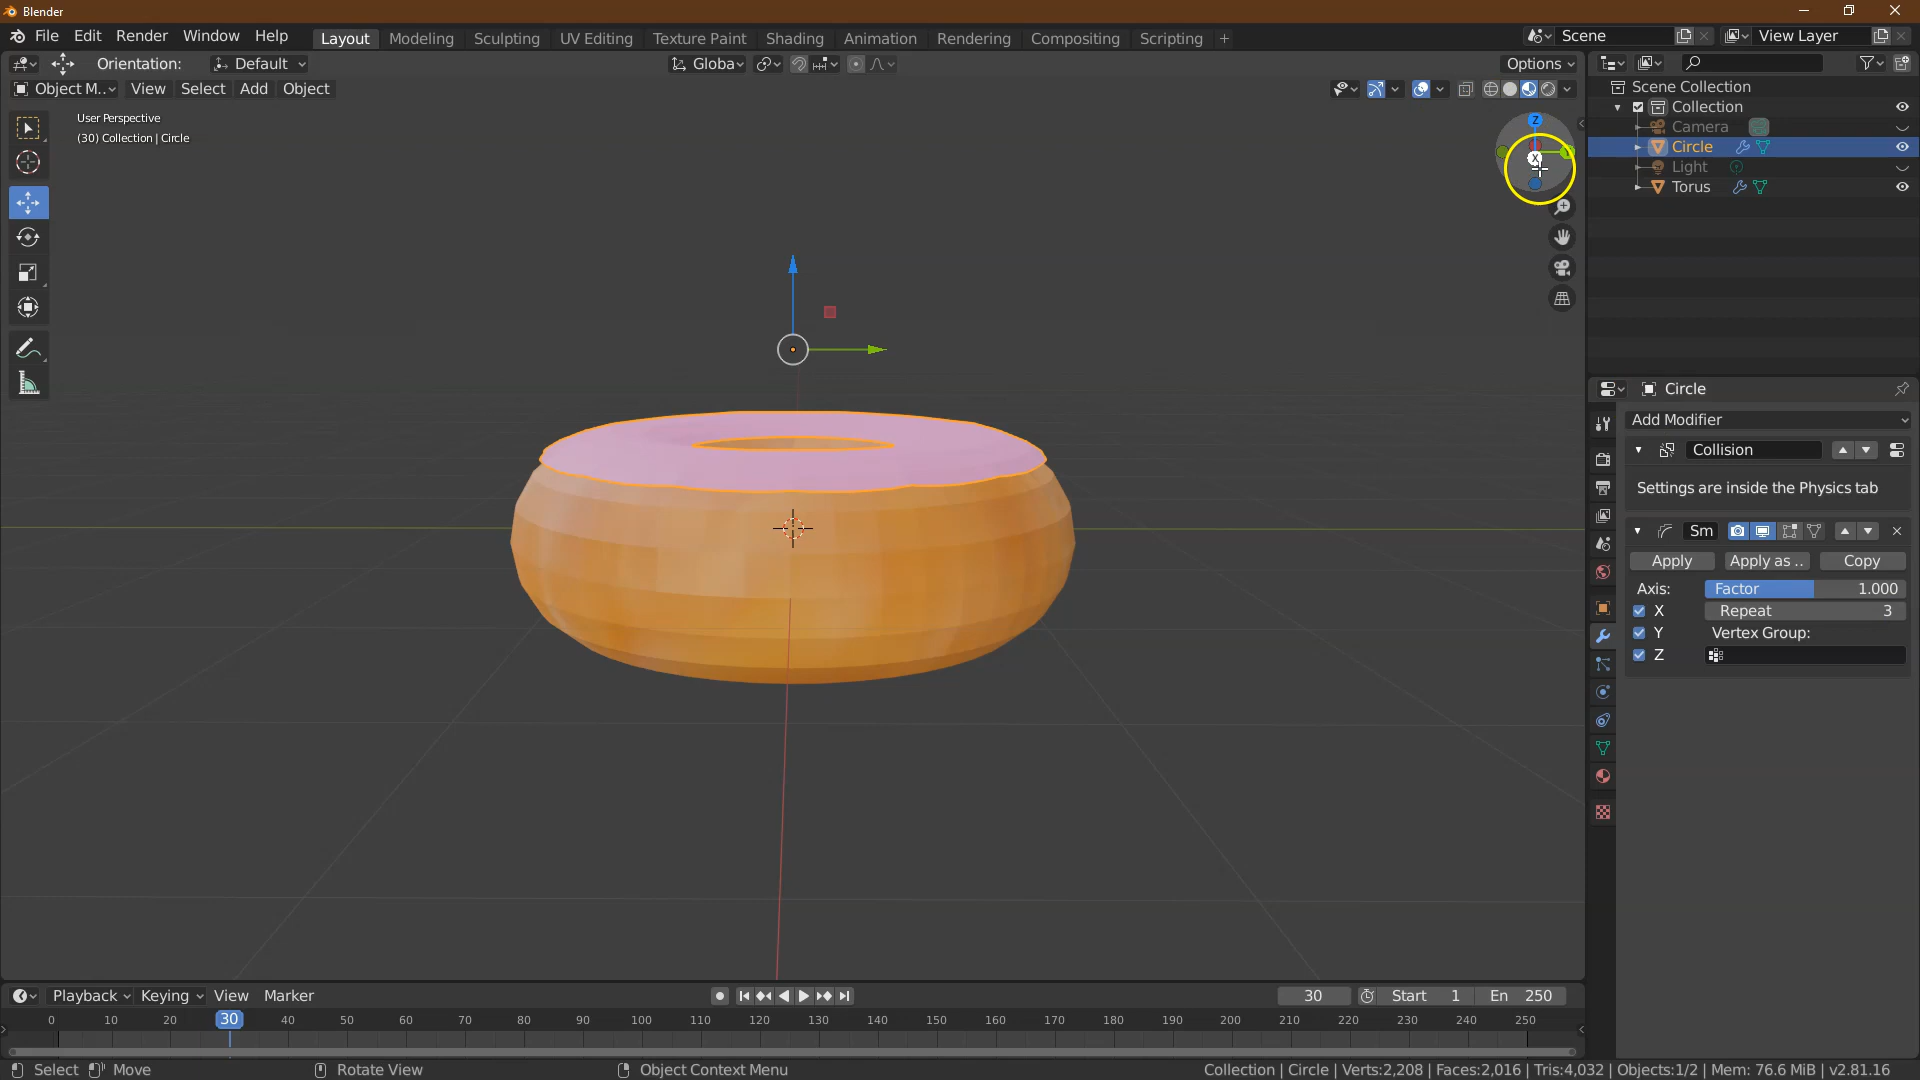 Blender
File Edit Render Window Help Layout Modeling Sculpting UV Editing Texture Paint Shading Animation Rendering Compositing Scripting + Scene View Layer
Orientation: Default Globa Options
Object M.. View Select Add Object
User Perspective
(30) Collection | Circle
Z
X
Scene Collection
Collection
Camera
Circle
Light
Torus
Circle
Add Modifier
Collision
Settings are inside the Physics tab
Sm
Apply Apply as .. Copy
Axis: Factor 1.000
X Repeat 3
Y Vertex Group:
Z
Playback Keying View Marker 30 Start 1 En 250
0 10 20 30 40 50 60 70 80 90 100 110 120 130 140 150 160 170 180 190 200 210 220 230 240 250
Select Move Rotate View Object Context Menu Collection | Circle | Verts:2,208 | Faces:2,016 | Tris:4,032 | Objects:1/2 | Mem: 76.6 MiB | v2.81.16